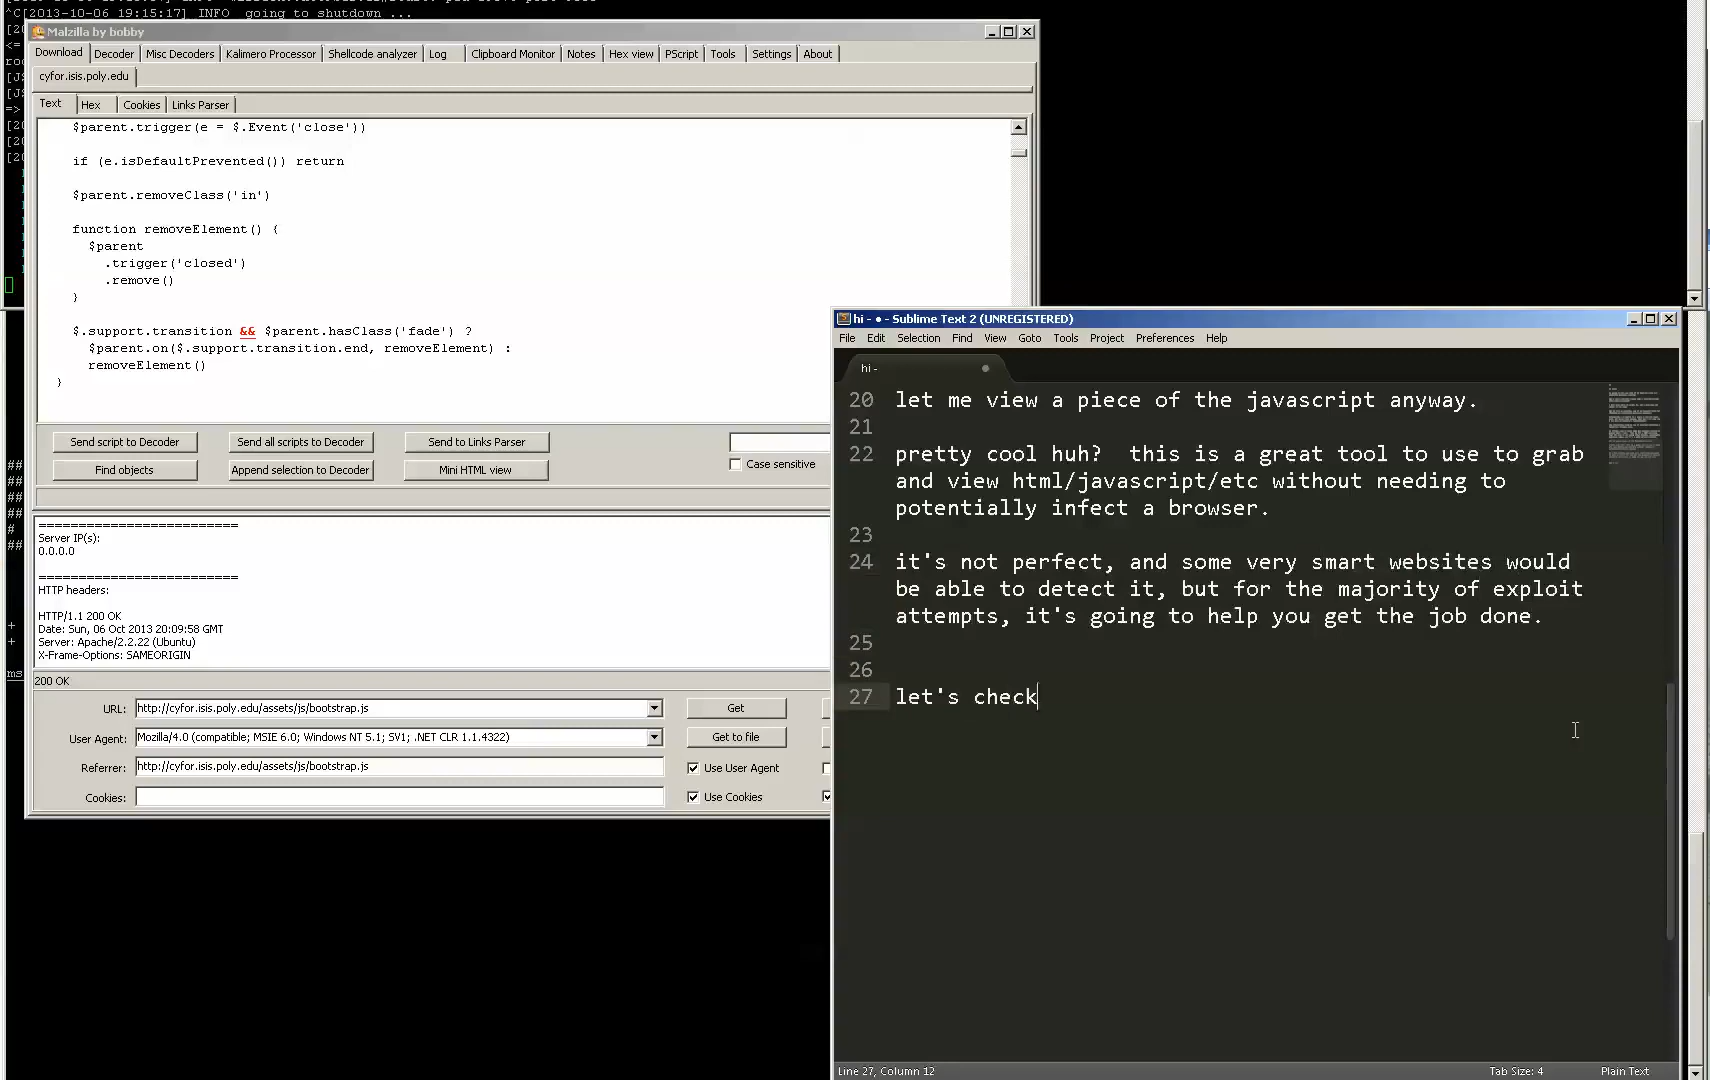 ^C[2013-10-06 19:15:17] INFO  going to shutdown ...
Malzilla by bobby
Download Decoder Misc Decoders Kalimero Processor Shellcode analyzer Log Clipboard Monitor Notes Hex view PScript Tools Settings About
cyfor.isis.poly.edu
Text Hex Cookies Links Parser
$parent.trigger(e = $.Event('close'))
if (e.isDefaultPrevented()) return
$parent.removeClass('in')
function removeElement() {
$parent
.trigger('closed')
.remove()
}
$.support.transition && $parent.hasClass('fade') ?
$parent.on($.support.transition.end, removeElement) :
removeElement()
}
Send script to Decoder Send all scripts to Decoder Send to Links Parser
Find objects Append selection to Decoder Mini HTML view Case sensitive
=========================
Server IP(s):
0.0.0.0
=========================
HTTP headers:
HTTP/1.1 200 OK
Date: Sun, 06 Oct 2013 20:09:58 GMT
Server: Apache/2.2.22 (Ubuntu)
X-Frame-Options: SAMEORIGIN
200 OK
URL: http://cyfor.isis.poly.edu/assets/js/bootstrap.js Get
User Agent: Mozilla/4.0 (compatible; MSIE 6.0; Windows NT 5.1; SV1; .NET CLR 1.1.4322) Get to file
Referrer: http://cyfor.isis.poly.edu/assets/js/bootstrap.js Use User Agent
Cookies: Use Cookies
hi - • - Sublime Text 2 (UNREGISTERED)
File Edit Selection Find View Goto Tools Project Preferences Help
hi -
20 let me view a piece of the javascript anyway.
21
22 pretty cool huh?  this is a great tool to use to grab
and view html/javascript/etc without needing to
potentially infect a browser.
23
24 it's not perfect, and some very smart websites would
be able to detect it, but for the majority of exploit
attempts, it's going to help you get the job done.
25
26
27 let's check
Line 27, Column 12 Tab Size: 4 Plain Text